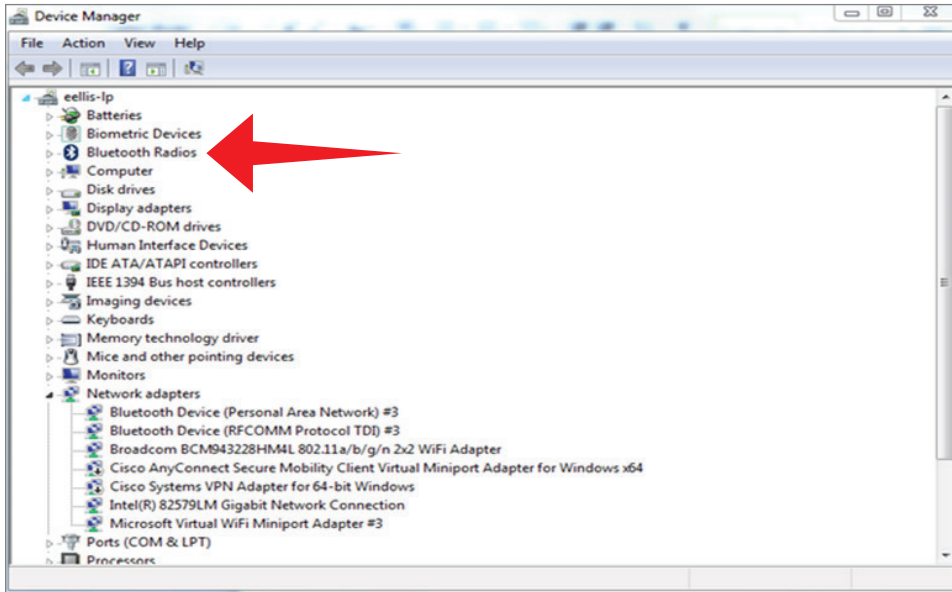 Device Manager
File Action View Help
eellis-lp
Batteries
Biometric Devices
Bluetooth Radios
Computer
Disk drives
Display adapters
DVD/CD-ROM drives
Human Interface Devices
IDE ATA/ATAPI controllers
IEEE 1394 Bus host controllers
Imaging devices
Keyboards
Memory technology driver
Mice and other pointing devices
Monitors
Network adapters
Bluetooth Device (Personal Area Network) #3
Bluetooth Device (RFCOMM Protocol TDI) #3
Broadcom BCM943228HM4L 802.11a/b/g/n 2x2 WiFi Adapter
Cisco AnyConnect Secure Mobility Client Virtual Miniport Adapter for Windows x64
Cisco Systems VPN Adapter for 64-bit Windows
Intel(R) 82579LM Gigabit Network Connection
Microsoft Virtual WiFi Miniport Adapter #3
Ports (COM & LPT)
Processors